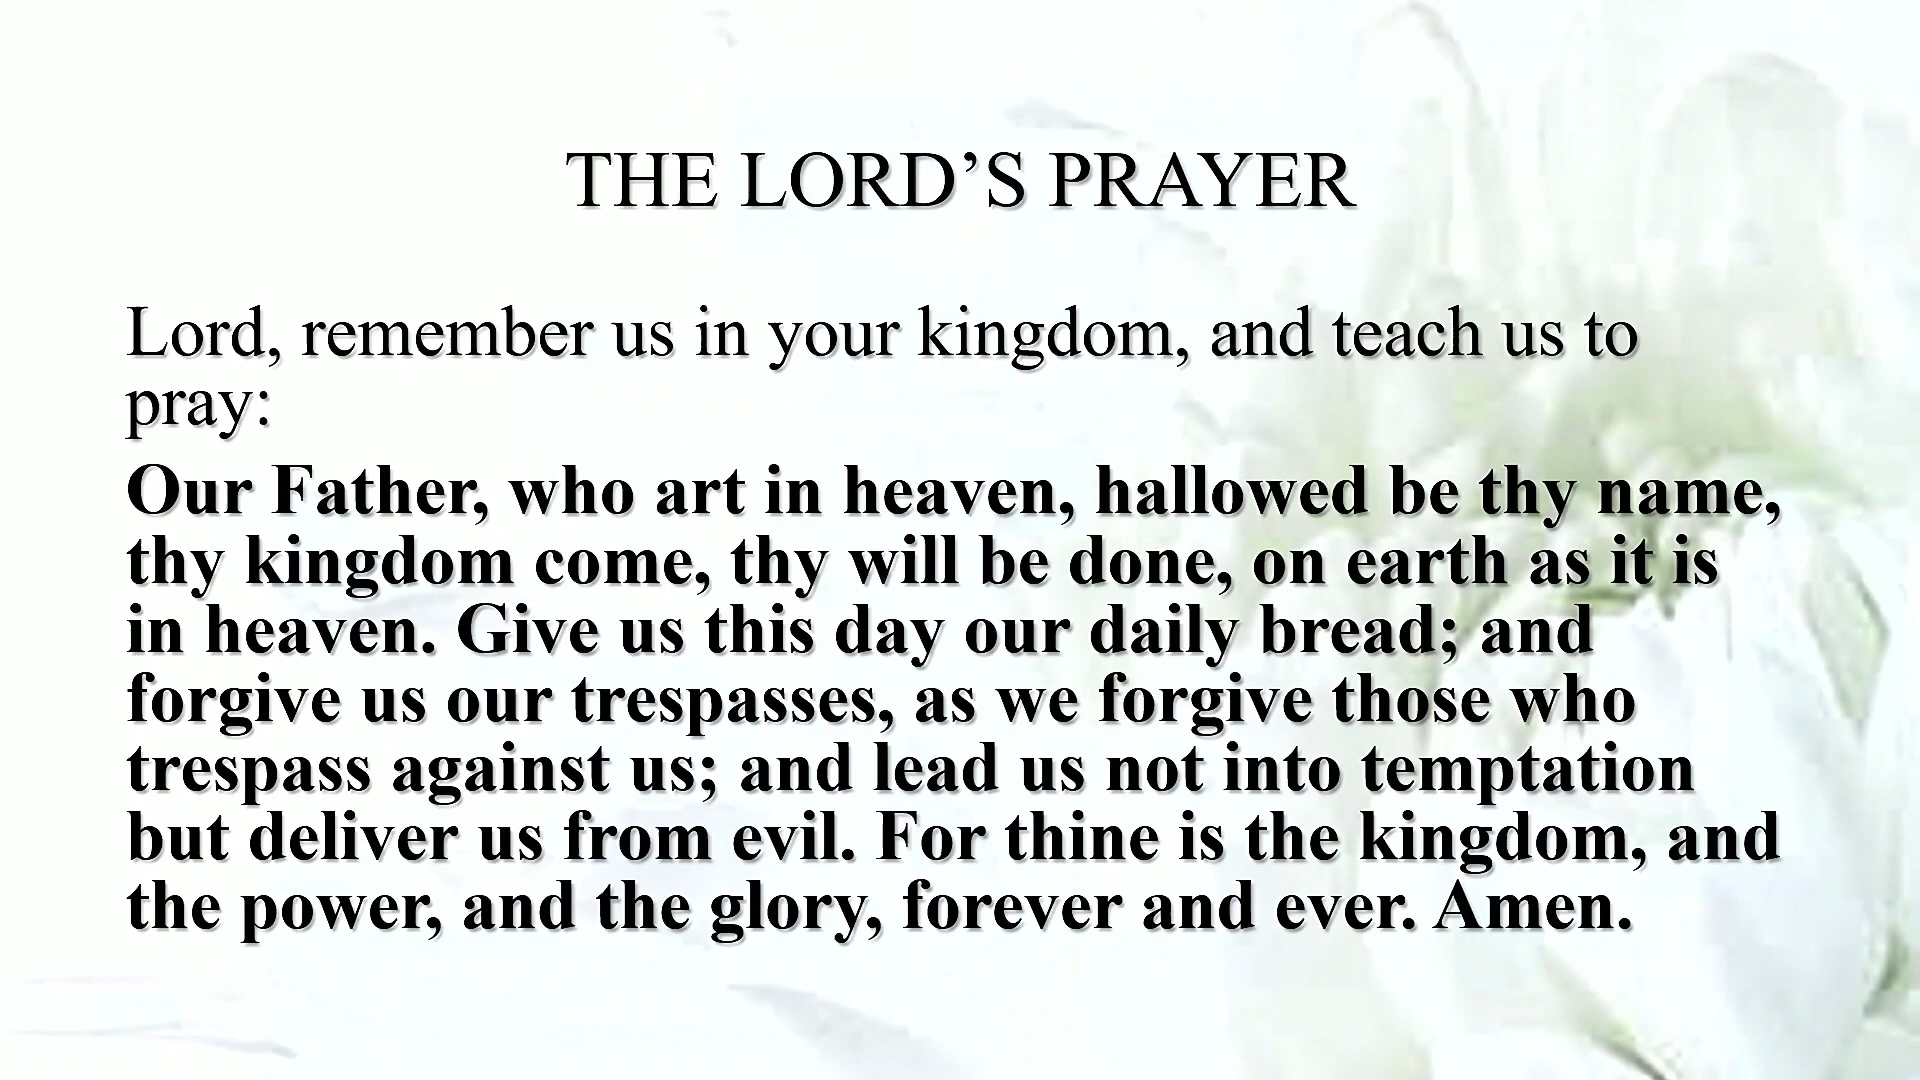 THE LORD’S PRAYER
Lord, remember us in your kingdom, and teach us to
pray:
Our Father, who art in heaven, hallowed be thy name,
thy kingdom come, thy will be done, on earth as it is
in heaven. Give us this day our daily bread; and
forgive us our trespasses, as we forgive those who
trespass against us; and lead us not into temptation
but deliver us from evil. For thine is the kingdom, and
the power, and the glory, forever and ever. Amen.